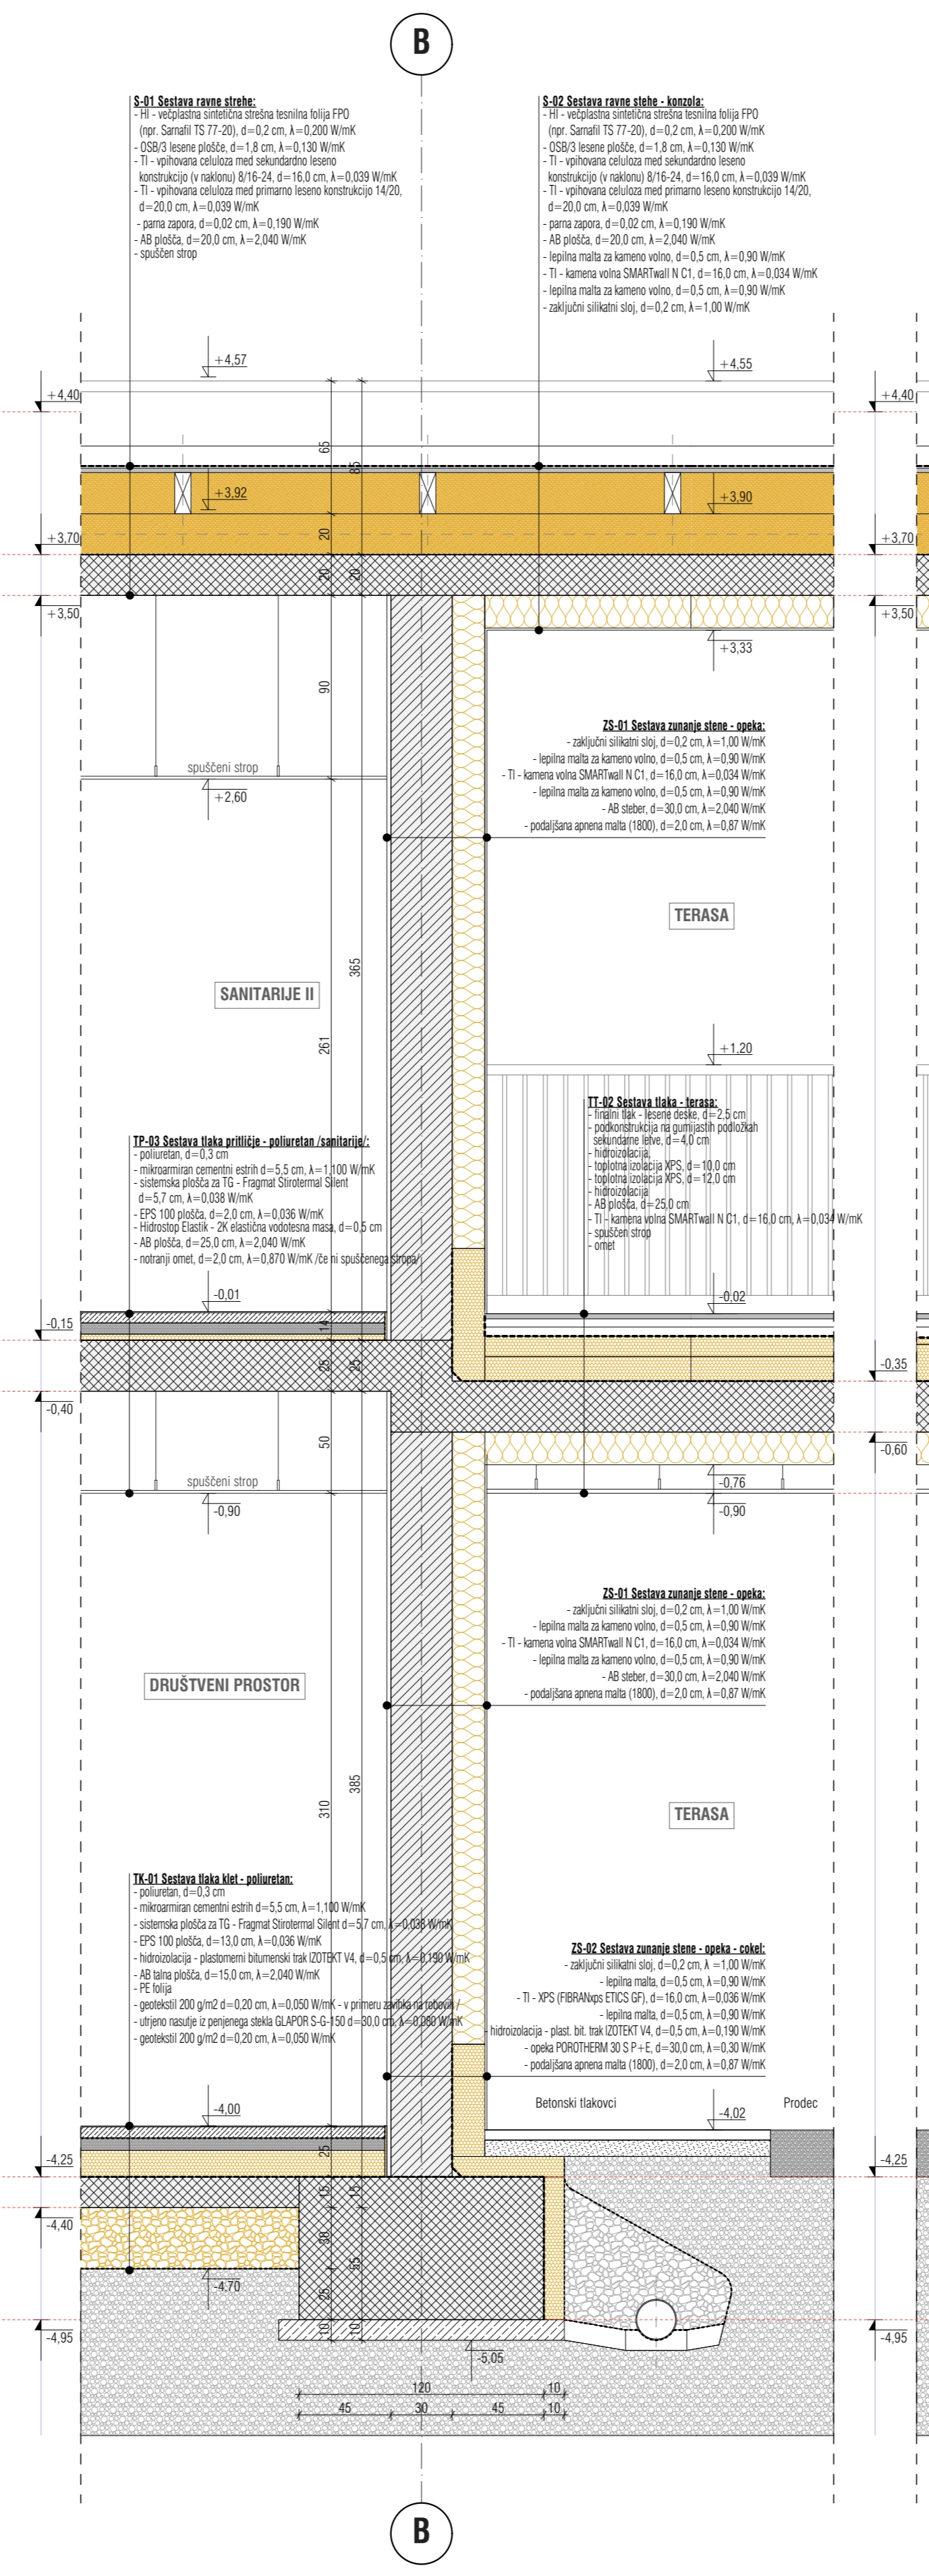 B
S-01 Sestava ravne strehe:
- HI - večplastna sintetična strešna tesnilna folija FPO
(npr. Sarnafil TS 77-20), d=0,2 cm, λ=0,200 W/mK
- OSB/3 lesene plošče, d=1,8 cm, λ=0,130 W/mK
- TI - vpihovana celuloza med sekundardno leseno
konstrukcijo (v naklonu) 8/16-24, d=16,0 cm, λ=0,039 W/mK
- TI - vpihovana celuloza med primarno leseno konstrukcijo 14/20,
d=20,0 cm, λ=0,039 W/mK
- parna zapora, d=0,02 cm, λ=0,190 W/mK
- AB plošča, d=20,0 cm, λ=2,040 W/mK
- spuščen strop
S-02 Sestava ravne stehe - konzola:
- HI - večplastna sintetična strešna tesnilna folija FPO
(npr. Sarnafil TS 77-20), d=0,2 cm, λ=0,200 W/mK
- OSB/3 lesene plošče, d=1,8 cm, λ=0,130 W/mK
- TI - vpihovana celuloza med sekundardno leseno
konstrukcijo (v naklonu) 8/16-24, d=16,0 cm, λ=0,039 W/mK
- TI - vpihovana celuloza med primarno leseno konstrukcijo 14/20,
d=20,0 cm, λ=0,039 W/mK
- parna zapora, d=0,02 cm, λ=0,190 W/mK
- AB plošča, d=20,0 cm, λ=2,040 W/mK
- lepilna malta za kameno volno, d=0,5 cm, λ=0,90 W/mK
- TI - kamena volna SMARTwall N C1, d=16,0 cm, λ=0,034 W/mK
- lepilna malta za kameno volno, d=0,5 cm, λ=0,90 W/mK
- zaključni silikatni sloj, d=0,2 cm, λ=1,00 W/mK
+4,57
+4,55
+4,40
+4,40
65
85
+3,92
+3,90
20
+3,70
+3,70
20
20
+3,50
+3,50
+3,33
90
ZS-01 Sestava zunanje stene - opeka:
- zaključni silikatni sloj, d=0,2 cm, λ=1,00 W/mK
- lepilna malta za kameno volno, d=0,5 cm, λ=0,90 W/mK
- TI - kamena volna SMARTwall N C1, d=16,0 cm, λ=0,034 W/mK
- lepilna malta za kameno volno, d=0,5 cm, λ=0,90 W/mK
- AB steber, d=30,0 cm, λ=2,040 W/mK
- podaljšana apnena malta (1800), d=2,0 cm, λ=0,87 W/mK
spuščeni strop
+2,60
TERASA
365
SANITARIJE II
261
+1,20
TT-02 Sestava tlaka - terasa:
- finalni tlak - lesene deske, d=2,5 cm
- podkonstrukcija na gumijastih podložkah
sekundarne letve, d=4,0 cm
- hidroizolacija,
- toplotna izolacija XPS, d=10,0 cm
- toplotna izolacija XPS, d=12,0 cm
- hidroizolacija
- AB plošča, d=25,0 cm
- TI - kamena volna SMARTwall N C1, d=16,0 cm, λ=0,034 W/mK
- spuščen strop
- omet
TP-03 Sestava tlaka pritličje - poliuretan /sanitarije/:
- poliuretan, d=0,3 cm
- mikroarmiran cementni estrih d=5,5 cm, λ=1,100 W/mK
- sistemska plošča za TG - Fragmat Stirotermal Silent
d=5,7 cm, λ=0,038 W/mK
- EPS 100 plošča, d=2,0 cm, λ=0,036 W/mK
- Hidrostop Elastik - 2K elastična vodotesna masa, d=0,5 cm
- AB plošča, d=25,0 cm, λ=2,040 W/mK
- notranji omet, d=2,0 cm, λ=0,870 W/mK /če ni spuščenega stropa/
-0,01
-0,02
14
-0,15
25
25
-0,35
-0,40
50
-0,60
spuščeni strop
-0,76
-0,90
-0,90
ZS-01 Sestava zunanje stene - opeka:
- zaključni silikatni sloj, d=0,2 cm, λ=1,00 W/mK
- lepilna malta za kameno volno, d=0,5 cm, λ=0,90 W/mK
- TI - kamena volna SMARTwall N C1, d=16,0 cm, λ=0,034 W/mK
- lepilna malta za kameno volno, d=0,5 cm, λ=0,90 W/mK
- AB steber, d=30,0 cm, λ=2,040 W/mK
- podaljšana apnena malta (1800), d=2,0 cm, λ=0,87 W/mK
DRUŠTVENI PROSTOR
385
310
TERASA
TK-01 Sestava tlaka klet - poliuretan:
- poliuretan, d=0,3 cm
- mikroarmiran cementni estrih d=5,5 cm, λ=1,100 W/mK
- sistemska plošča za TG - Fragmat Stirotermal Silent d=5,7 cm, λ=0,038 W/mK
- EPS 100 plošča, d=13,0 cm, λ=0,036 W/mK
- hidroizolacija - plastomerni bitumenski trak IZOTEKT V4, d=0,5 cm, λ=0,190 W/mK
- AB talna plošča, d=15,0 cm, λ=2,040 W/mK
- PE folija
- geotekstil 200 g/m2 d=0,20 cm, λ=0,050 W/mK - v primeru zavihka na robovih /
- utrjeno nasutje iz penjenega stekla GLAPOR S-G-150 d=30,0 cm, λ=0,080 W/mK
- geotekstil 200 g/m2 d=0,20 cm, λ=0,050 W/mK
ZS-02 Sestava zunanje stene - opeka - cokel:
- zaključni silikatni sloj, d=0,2 cm, λ=1,00 W/mK
- lepilna malta, d=0,5 cm, λ=0,90 W/mK
- TI - XPS (FIBRANxps ETICS GF), d=16,0 cm, λ=0,036 W/mK
- lepilna malta, d=0,5 cm, λ=0,90 W/mK
hidroizolacija - plast. bit. trak IZOTEKT V4, d=0,5 cm, λ=0,190 W/mK
- opeka POROTHERM 30 S P+E, d=30,0 cm, λ=0,30 W/mK
- podaljšana apnena malta (1800), d=2,0 cm, λ=0,87 W/mK
Betonski tlakovci
Prodec
-4,00
-4,02
25
-4,25
-4,25
15
15
-4,40
30
55
-4,70
25
-4,95
10
10
-4,95
-5,05
120
10
45
30
45
10
B